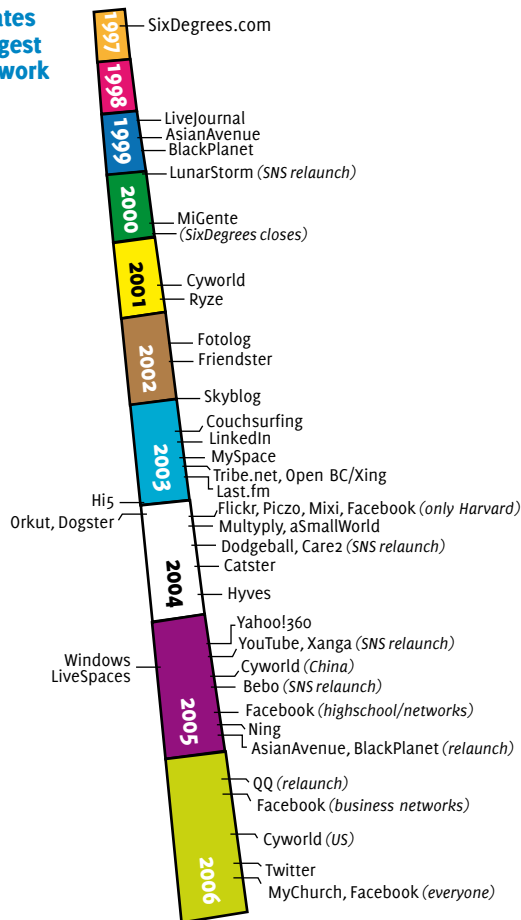 ates
gest
work
1997
SixDegrees.com
1998
1999
LiveJournal
AsianAvenue
BlackPlanet
LunarStorm (SNS relaunch)
2000
MiGente
(SixDegrees closes)
2001
Cyworld
Ryze
2002
Fotolog
Friendster
Skyblog
2003
Couchsurfing
LinkedIn
MySpace
Tribe.net, Open BC/Xing
Last.fm
Hi5
Orkut, Dogster
2004
Flickr, Piczo, Mixi, Facebook (only Harvard)
Multyply, aSmallWorld
Dodgeball, Care2 (SNS relaunch)
Catster
Hyves
2005
Yahoo!360
YouTube, Xanga (SNS relaunch)
Windows
LiveSpaces
Cyworld (China)
Bebo (SNS relaunch)
Facebook (highschool/networks)
Ning
AsianAvenue, BlackPlanet (relaunch)
2006
QQ (relaunch)
Facebook (business networks)
Cyworld (US)
Twitter
MyChurch, Facebook (everyone)